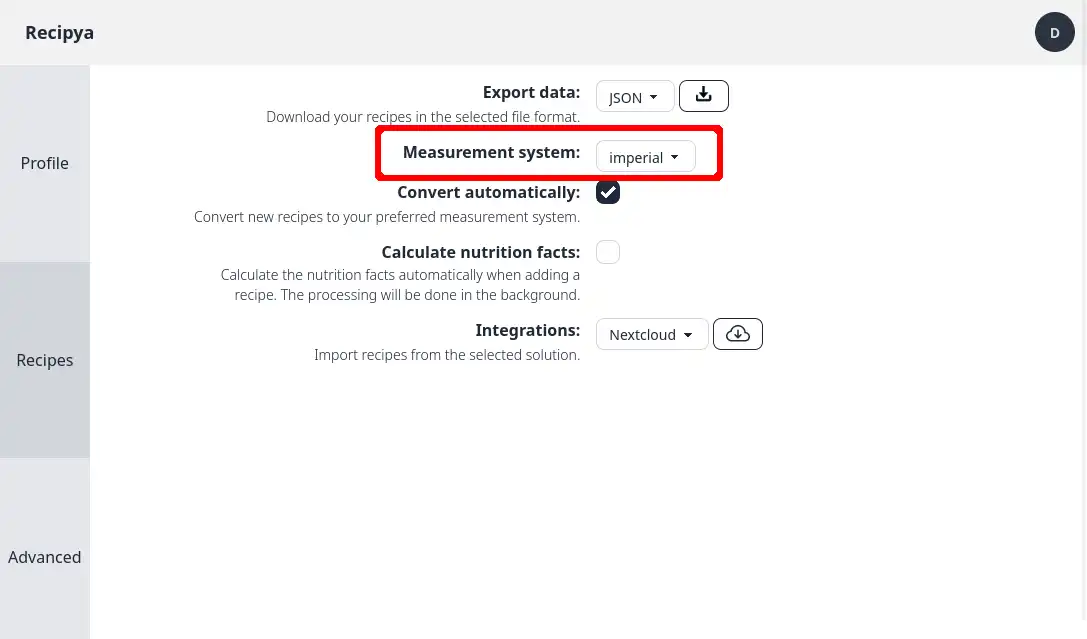 Recipya
D
Profile
Recipes
Advanced
Export data:
JSON
Download your recipes in the selected file format.
Measurement system:
imperial
Convert automatically:
Convert new recipes to your preferred measurement system.
Calculate nutrition facts:
Calculate the nutrition facts automatically when adding a
recipe. The processing will be done in the background.
Integrations:
Nextcloud
Import recipes from the selected solution.